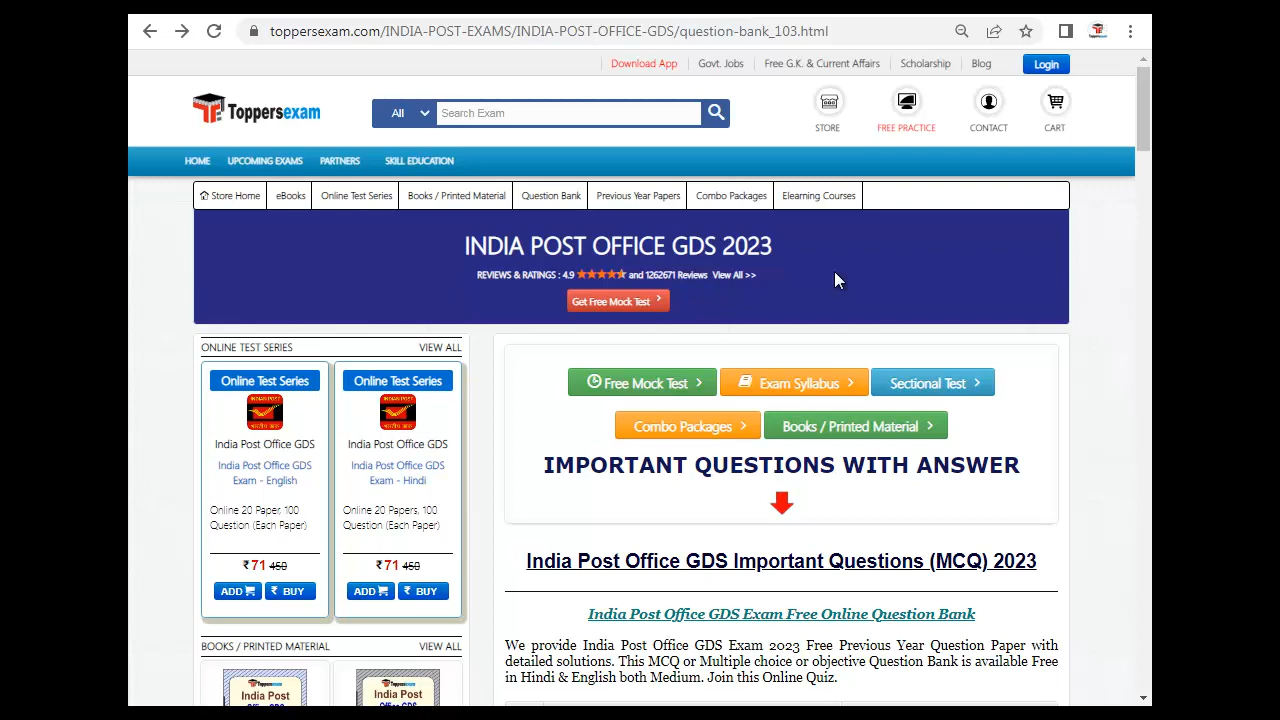 toppersexam.com/INDIA-POST-EXAMS/INDIA-POST-OFFICE-GDS/question-bank_103.html
Download App Govt. Jobs Free G.K. & Current Affairs Scholarship Blog Login
Toppersexam
All Search Exam
STORE FREE PRACTICE CONTACT CART
HOME UPCOMING EXAMS PARTNERS SKILL EDUCATION
Store Home eBooks Online Test Series Books / Printed Material Question Bank Previous Year Papers Combo Packages Elearning Courses
INDIA POST OFFICE GDS 2023
REVIEWS & RATINGS : 4.9 and 1262671 Reviews View All >>
Get Free Mock Test
ONLINE TEST SERIES VIEW ALL
Online Test Series
India Post Office GDS
India Post Office GDS
Exam - English
Online 20 Paper, 100
Question (Each Paper)
₹ 71 450
ADD ₹ BUY
Online Test Series
India Post Office GDS
India Post Office GDS
Exam - Hindi
Online 20 Papers, 100
Question (Each Paper)
₹ 71 450
ADD ₹ BUY
BOOKS / PRINTED MATERIAL VIEW ALL
Toppersexam
India Post
Toppersexam
India Post
Free Mock Test Exam Syllabus Sectional Test
Combo Packages Books / Printed Material
IMPORTANT QUESTIONS WITH ANSWER
India Post Office GDS Important Questions (MCQ) 2023
India Post Office GDS Exam Free Online Question Bank
We provide India Post Office GDS Exam 2023 Free Previous Year Question Paper with
detailed solutions. This MCQ or Multiple choice or objective Question Bank is available Free
in Hindi & English both Medium. Join this Online Quiz.